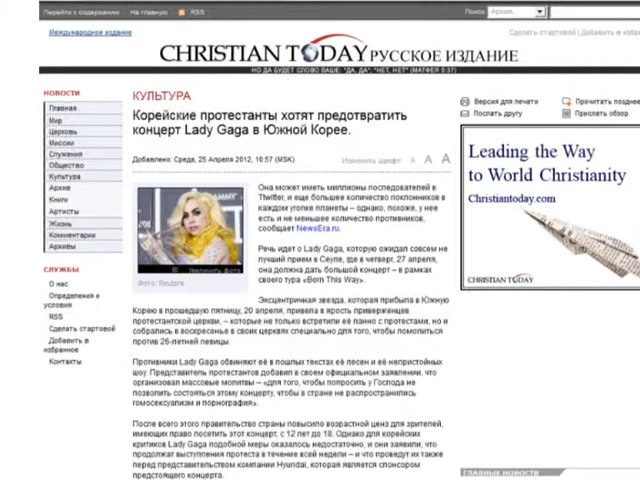 Перейти к содержанию На главную RSS Поиск: Архив
Международное издание
Сделать стартовой | Добавить в избра
CHRISTIAN TODAY РУССКОЕ ИЗДАНИЕ
НО ДА БУДЕТ СЛОВО ВАШЕ: "ДА, ДА"; "НЕТ, НЕТ" (МАТФЕЯ 5:37)
НОВОСТИ
Главная
Мир
Церковь
Миссии
Служения
Общество
Культура
Архив
Книги
Артисты
Жизнь
Комментарии
Архивы
СЛУЖБЫ
О нас
Определения и
условия
RSS
Сделать стартовой
Добавить в
избранное
Контакты
КУЛЬТУРА
Корейские протестанты хотят предотвратить
концерт Lady Gaga в Южной Корее.
Добавлено: Среда, 25 Апреля 2012, 10:57 (MSK) Изменить шрифт: A A A
Увеличить фото
Фото: Reuters
Она может иметь миллионы последователей в
Twitter, и еще большее количество поклонников в
каждом уголке планеты – однако, похоже, у нее
есть и не меньшее количество противников,
сообщает NewsEra.ru.
Речь идет о Lady Gaga, которую ожидал совсем не
лучший прием в Сеуле, где в четверг, 27 апреля,
она должна дать большой концерт – в рамках
своего тура «Born This Way».
Эксцентричная звезда, которая прибыла в Южную
Корею в прошедшую пятницу, 20 апреля, привела в ярость приверженцев
протестантской церкви, – которые не только встретили её панно с протестами, но и
собрались в воскресенье в своих церквях специально для того, чтобы помолиться
против 26-летней певицы.
Противники Lady Gaga обвиняют её в пошлых текстах её песен и её непристойных
шоу. Представитель протестантов добавил в своем официальном заявлении, что
организовал массовые молитвы – «для того, чтобы попросить у Господа не
позволить состояться этому концерту, чтобы в стране не распространились
гомосексуализм и порнография».
После всего этого правительство страны повысило возрастной ценз для зрителей,
имеющих право посетить этот концерт, с 12 лет до 18. Однако для корейских
критиков Lady Gaga подобной меры оказалось недостаточно, и они заявили, что
продолжат выступления протеста в течение всей недели – и что проведут их также
перед представительством компании Hyundai, которая является спонсором
предстоящего концерта.
Версия для печати Прочитать позднее
Послать другу Прислать обзор
Leading the Way
to World Christianity
Christiantoday.com
CHRISTIAN TODAY
ГЛАВНЫЕ НОВОСТИ